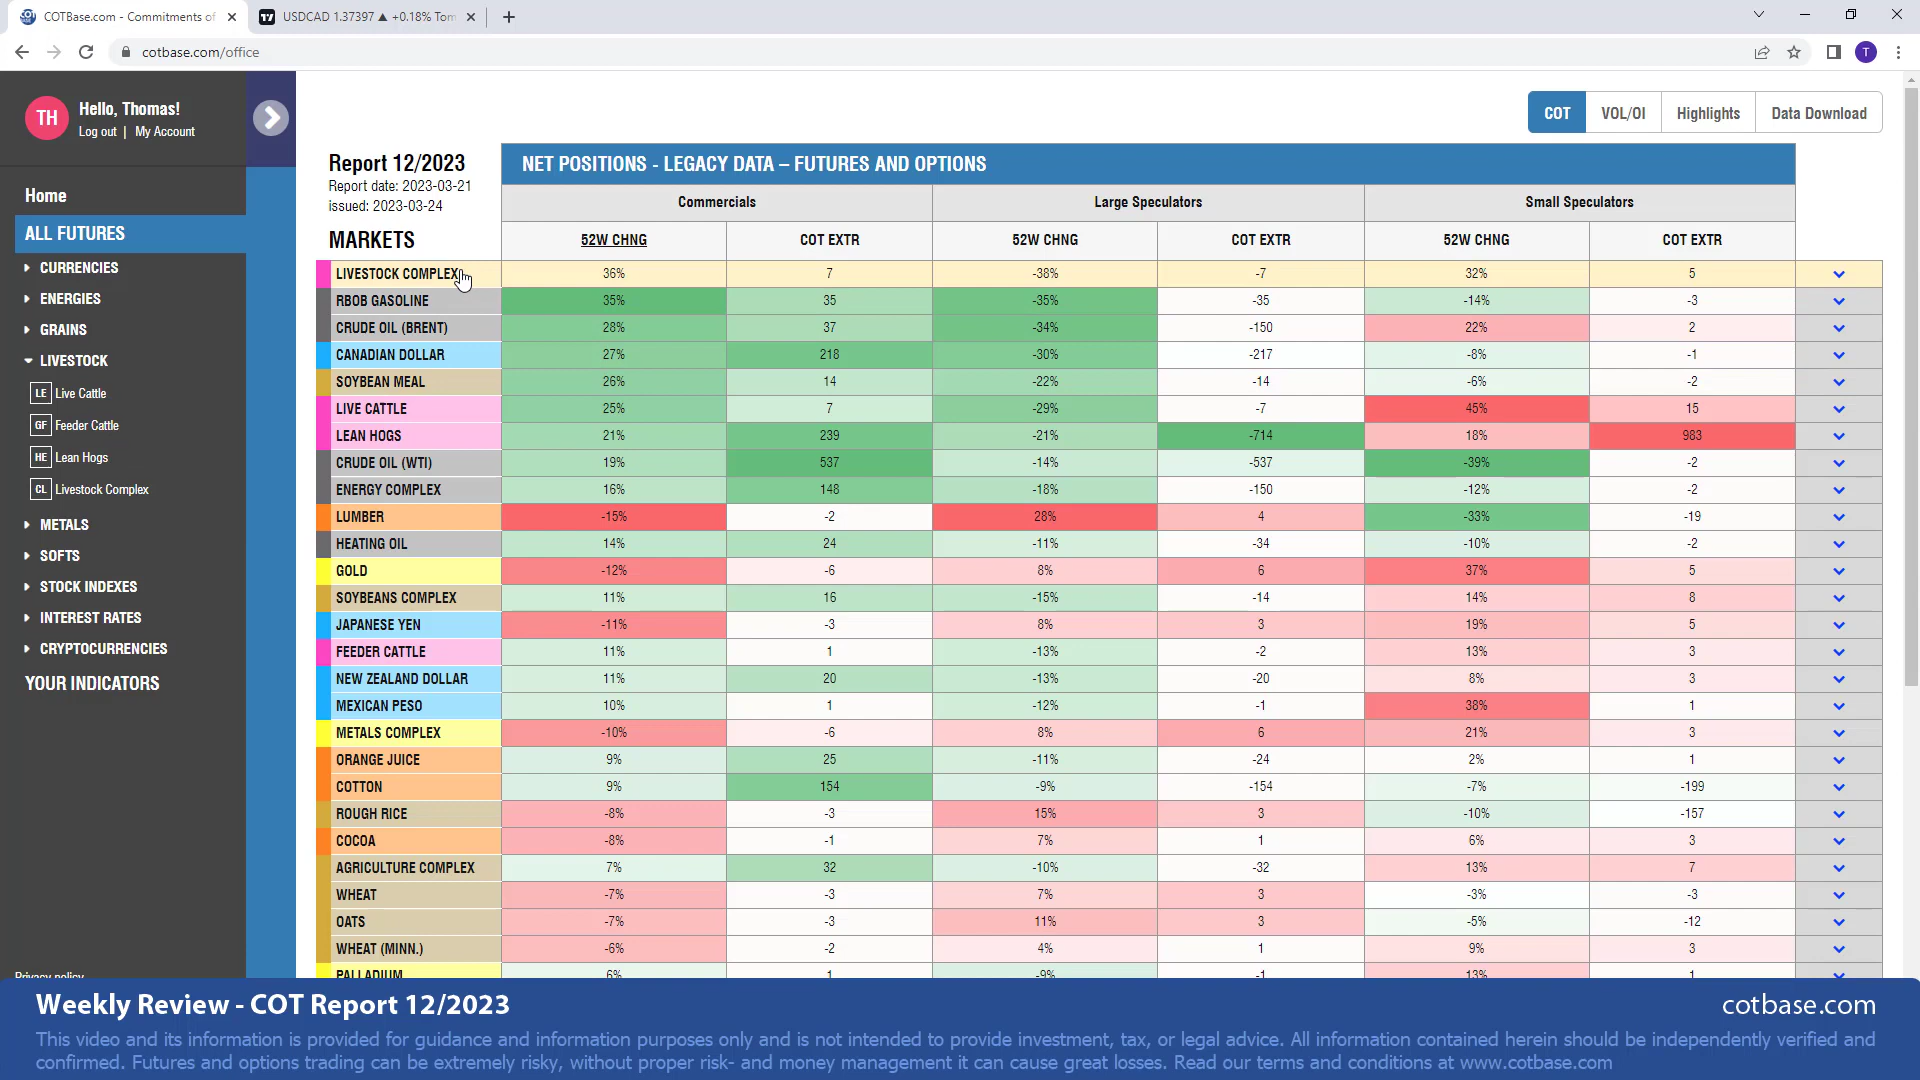 COTBase.com - Commitments of
USDCAD 1.37397 ▲ +0.18% Tom
cotbase.com/office
T
TH
Hello, Thomas!
Log out | My Account
Home
ALL FUTURES
CURRENCIES
ENERGIES
GRAINS
LIVESTOCK
LE Live Cattle
GF Feeder Cattle
HE Lean Hogs
CL Livestock Complex
METALS
SOFTS
STOCK INDEXES
INTEREST RATES
CRYPTOCURRENCIES
YOUR INDICATORS
Privacy policy
COT VOL/OI Highlights Data Download
Report 12/2023
Report date: 2023-03-21
issued: 2023-03-24
MARKETS
NET POSITIONS - LEGACY DATA – FUTURES AND OPTIONS
Commercials Large Speculators Small Speculators
52W CHNG COT EXTR 52W CHNG COT EXTR 52W CHNG COT EXTR
LIVESTOCK COMPLEX 36% 7 -38% -7 32% 5
RBOB GASOLINE 35% 35 -35% -35 -14% -3
CRUDE OIL (BRENT) 28% 37 -34% -150 22% 2
CANADIAN DOLLAR 27% 218 -30% -217 -8% -1
SOYBEAN MEAL 26% 14 -22% -14 -6% -2
LIVE CATTLE 25% 7 -29% -7 45% 15
LEAN HOGS 21% 239 -21% -714 18% 983
CRUDE OIL (WTI) 19% 537 -14% -537 -39% -2
ENERGY COMPLEX 16% 148 -18% -150 -12% -2
LUMBER -15% -2 28% 4 -33% -19
HEATING OIL 14% 24 -11% -34 -10% -2
GOLD -12% -6 8% 6 37% 5
SOYBEANS COMPLEX 11% 16 -15% -14 14% 8
JAPANESE YEN -11% -3 8% 3 19% 5
FEEDER CATTLE 11% 1 -13% -2 13% 3
NEW ZEALAND DOLLAR 11% 20 -13% -20 8% 3
MEXICAN PESO 10% 1 -12% -1 38% 1
METALS COMPLEX -10% -6 8% 6 21% 3
ORANGE JUICE 9% 25 -11% -24 2% 1
COTTON 9% 154 -9% -154 -7% -199
ROUGH RICE -8% -3 15% 3 -10% -157
COCOA -8% -1 7% 1 6% 3
AGRICULTURE COMPLEX 7% 32 -10% -32 13% 7
WHEAT -7% -3 7% 3 -3% -3
OATS -7% -3 11% 3 -5% -12
WHEAT (MINN.) -6% -2 4% 1 9% 3
PALLADIUM 6% 1 -9% -1 13% 1
Weekly Review - COT Report 12/2023
cotbase.com
This video and its information is provided for guidance and information purposes only and is not intended to provide investment, tax, or legal advice. All information contained herein should be independently verified and
confirmed. Futures and options trading can be extremely risky, without proper risk- and money management it can cause great losses. Read our terms and conditions at www.cotbase.com